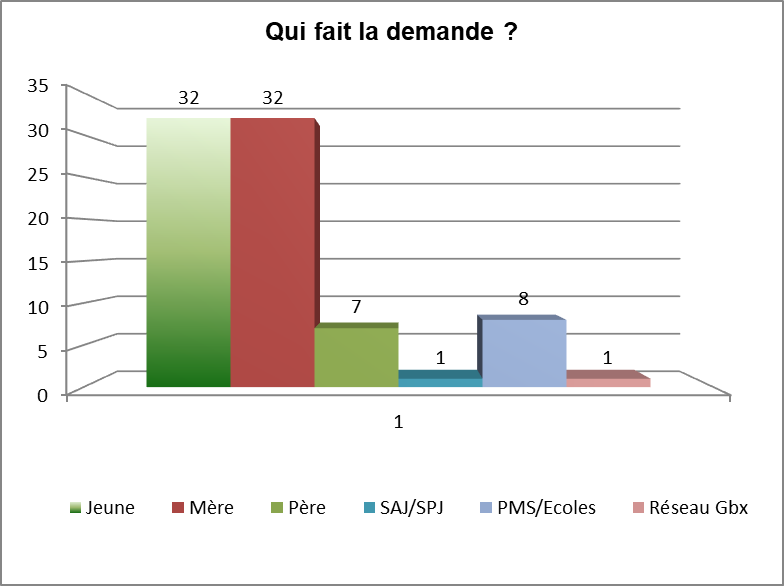 Qui fait la demande ?
35
30
25
20
15
10
5
0
32
32
7
1
8
1
1
Jeune
Mère
Père
SAJ/SPJ
PMS/Ecoles
Réseau Gbx